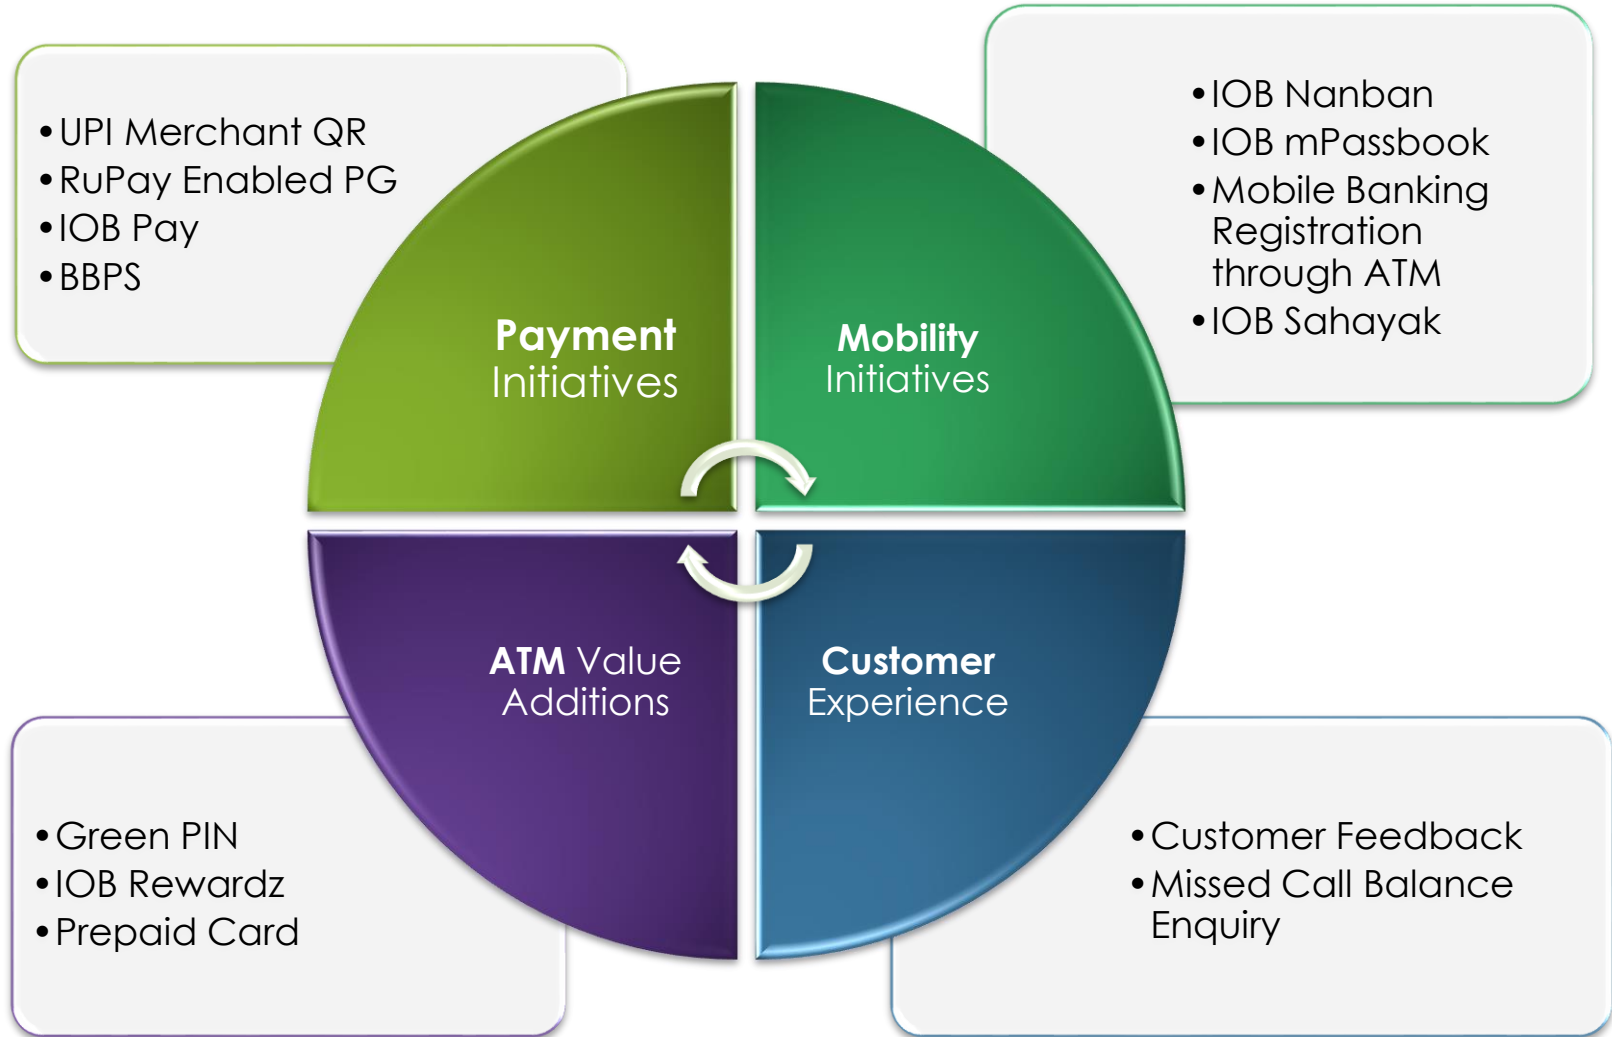 • UPI Merchant QR
• RuPay Enabled PG
• IOB Pay
• BBPS
Payment
Initiatives
• IOB Nanban
• IOB mPassbook
• Mobile Banking
Registration
through ATM
• IOB Sahayak
Mobility
Initiatives
ATM Value
Additions
• Green PIN
• IOB Rewardz
• Prepaid Card
Customer
Experience
• Customer Feedback
• Missed Call Balance
Enquiry